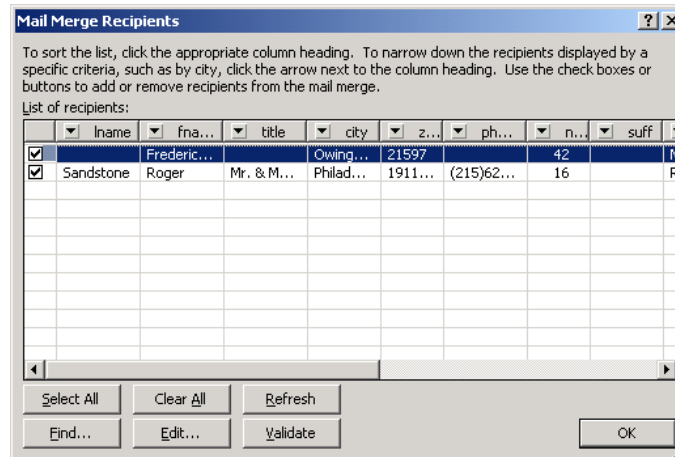 Mail Merge Recipients
To sort the list, click the appropriate column heading. To narrow down the recipients displayed by a
specific criteria, such as by city, click the arrow next to the column heading. Use the check boxes or
buttons to add or remove recipients from the mail merge.
List of recipients:
lname fna... title city z... ph... n... suff
Frederic... Owing... 21597 42
Sandstone Roger Mr. & M... Philad... 1911... (215)62... 16
Select All Clear All Refresh
Find... Edit... Validate OK